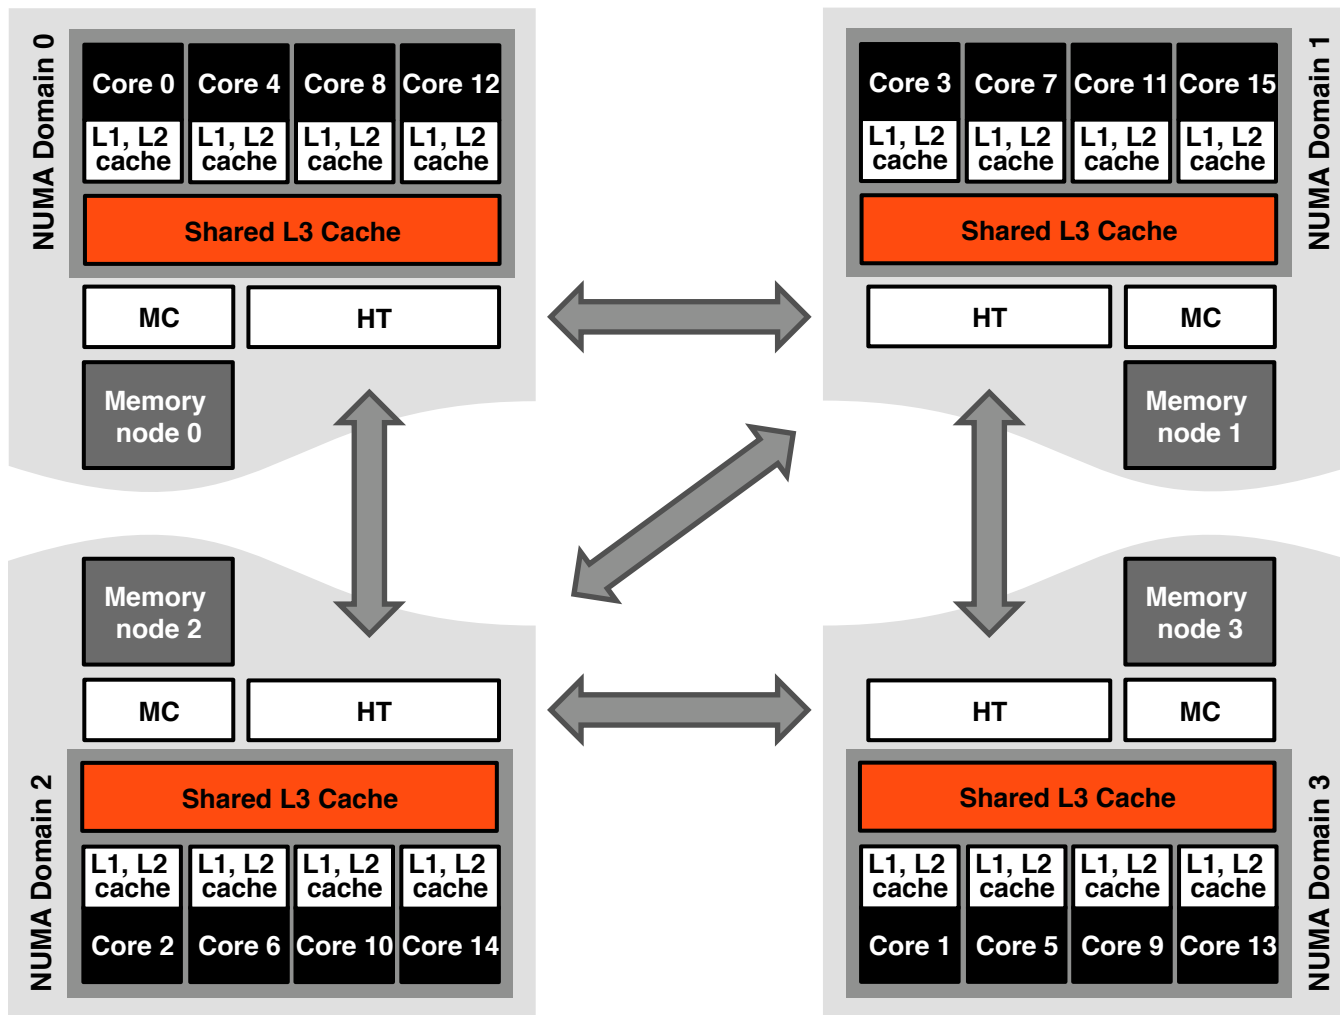 NUMA Domain 0
Core 0 Core 4 Core 8 Core 12
L1, L2 L1, L2 L1, L2 L1, L2
cache cache cache cache
Shared L3 Cache
MC HT
Memory
node 0
NUMA Domain 1
Core 3 Core 7 Core 11 Core 15
L1, L2 L1, L2 L1, L2 L1, L2
cache cache cache cache
Shared L3 Cache
HT MC
Memory
node 1
NUMA Domain 2
Memory
node 2
MC HT
Shared L3 Cache
L1, L2 L1, L2 L1, L2 L1, L2
cache cache cache cache
Core 2 Core 6 Core 10 Core 14
NUMA Domain 3
Memory
node 3
HT MC
Shared L3 Cache
L1, L2 L1, L2 L1, L2 L1, L2
cache cache cache cache
Core 1 Core 5 Core 9 Core 13